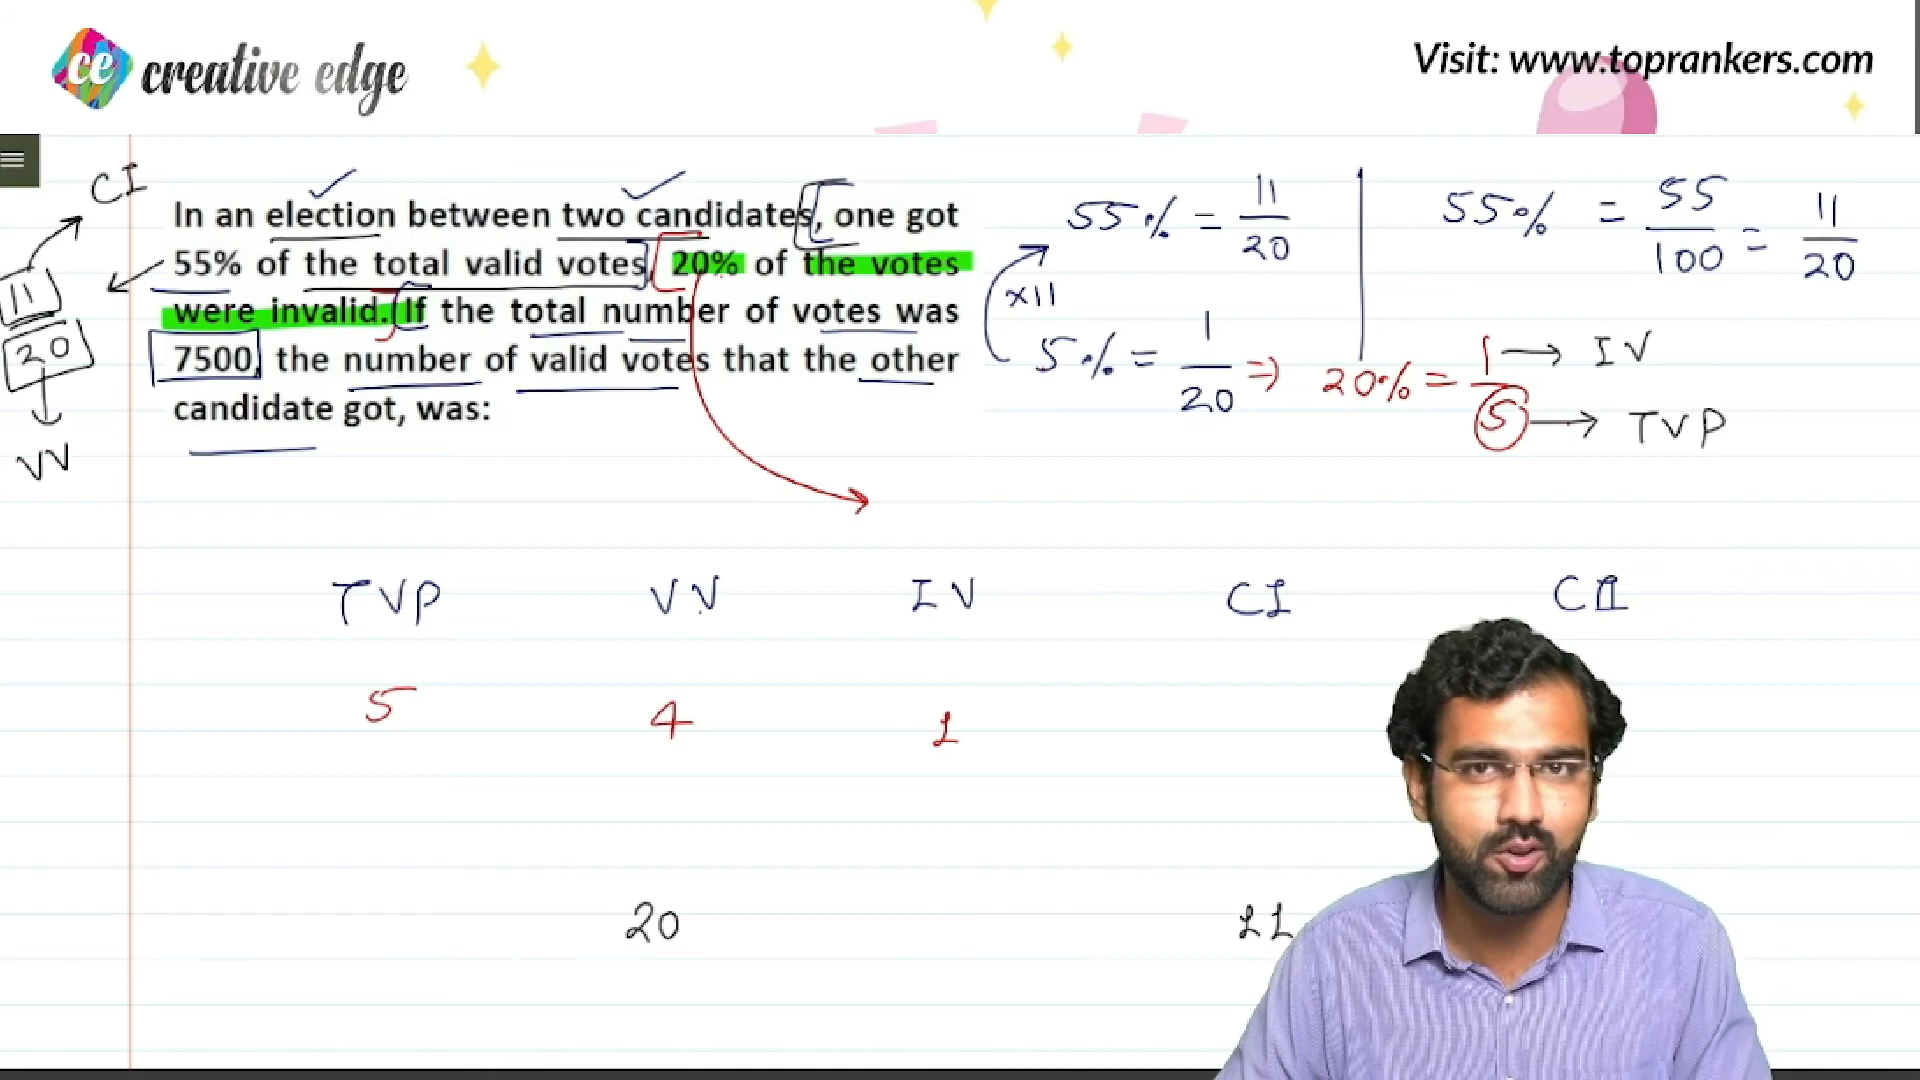 ce creative edge
Visit: www.toprankers.com
CI
In an election between two candidates, one got
55% of the total valid votes, 20% of the votes
were invalid. If the total number of votes was
7500, the number of valid votes that the other
candidate got, was:
11
20
VV
55% = 11/20
x11
5% = 1/20 ⇒ 20% = 1/5
55% = 55/100 = 11/20
→ IV
→ TVP
TVP VV IV CI CII
5 4 1
20 11